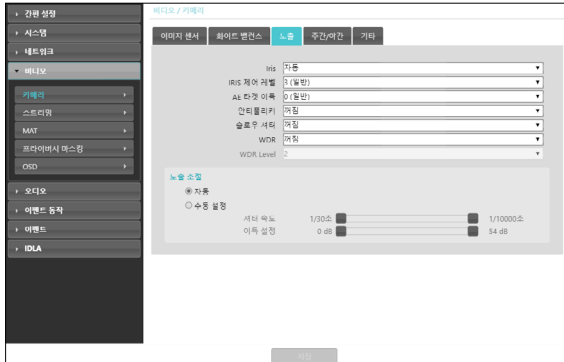 간편 설정
시스템
네트워크
비디오
카메라
스트리밍
MAT
프라이버시 마스킹
OSD
오디오
이벤트 동작
이벤트
IDLA
비디오 / 카메라
이미지 센서 화이트 밸런스 노출 주간/야간 기타
Iris 자동
IRIS 제어 레벨 3 (일반)
AE 타겟 이득 0 (일반)
안티플리커 꺼짐
슬로우 셔터 꺼짐
WDR 꺼짐
WDR Level 2
노출 조절
자동
수동 설정
셔터 속도 1/30초 1/10000초
이득 설정 0 dB 54 dB
저장